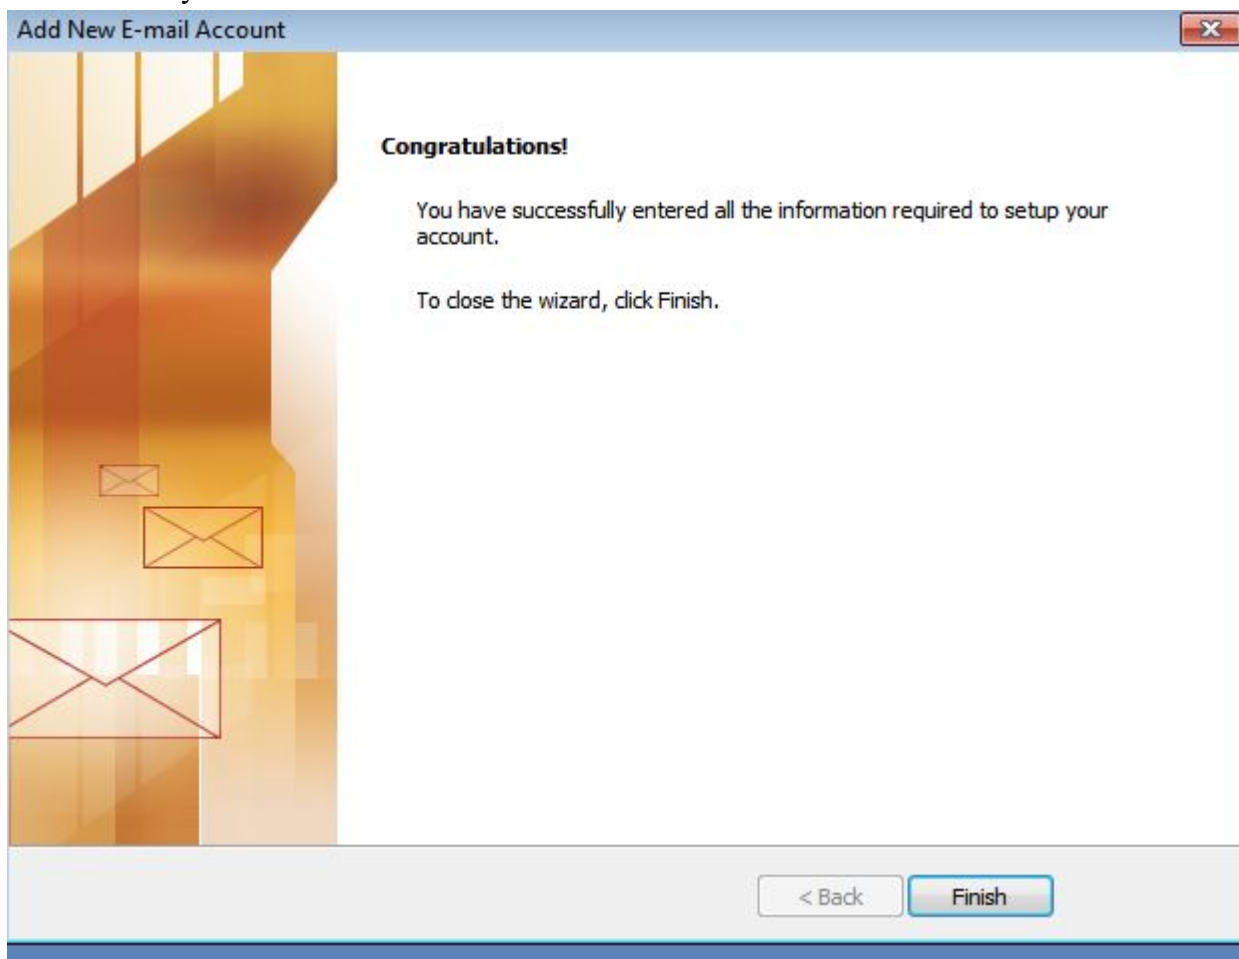 Add New E-mail Account
Congratulations!
You have successfully entered all the information required to setup your
account.
To close the wizard, click Finish.
< Back
Finish